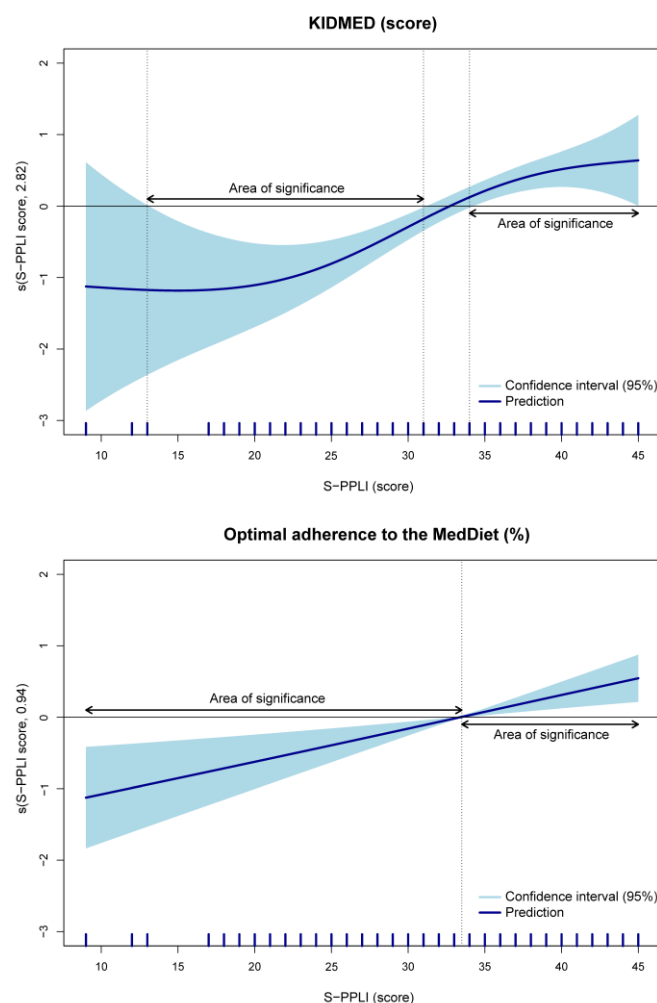 KIDMED (score)
2
1
0
-1
-2
-3
s(S-PPLI score, 2.82)
Area of significance
Area of significance
Confidence interval (95%)
Prediction
10 15 20 25 30 35 40 45
S-PPLI (score)
Optimal adherence to the MedDiet (%)
2
1
0
-1
-2
-3
s(S-PPLI score, 0.94)
Area of significance
Area of significance
Confidence interval (95%)
Prediction
10 15 20 25 30 35 40 45
S-PPLI (score)